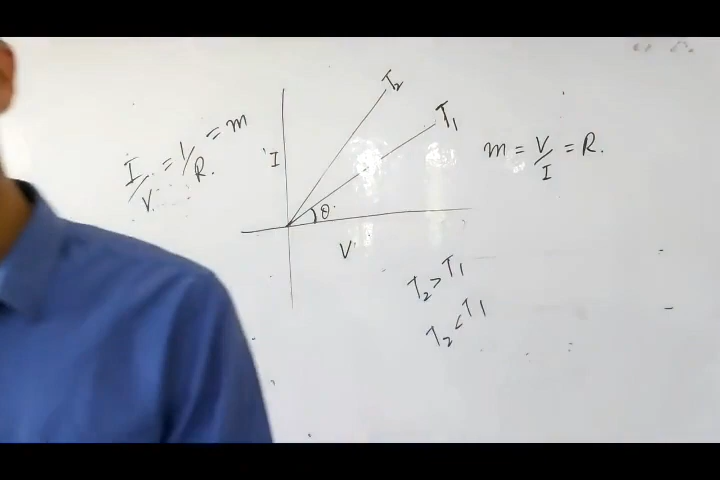 I/V = 1/R. = m
I
T2
T1
θ
V
m = V/I = R.
T2 > T1
T2 < T1